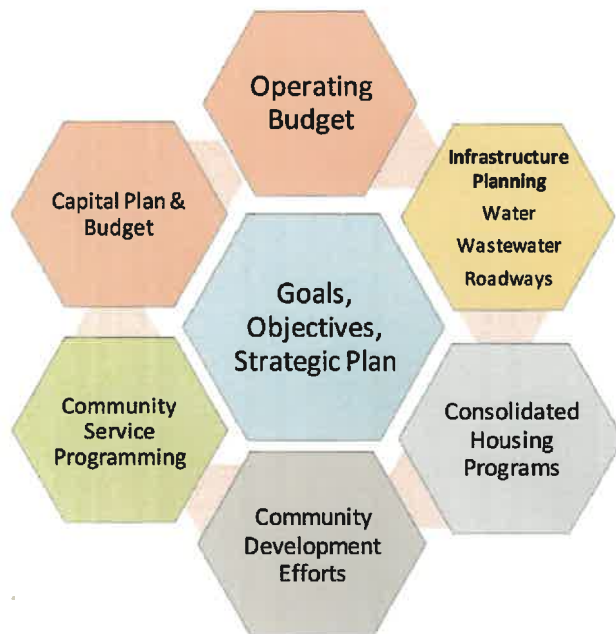 Operating
Budget
Infrastructure
Planning
Water
Wastewater
Roadways
Capital Plan &
Budget
Goals,
Objectives,
Strategic Plan
Community
Service
Programming
Consolidated
Housing
Programs
Community
Development
Efforts